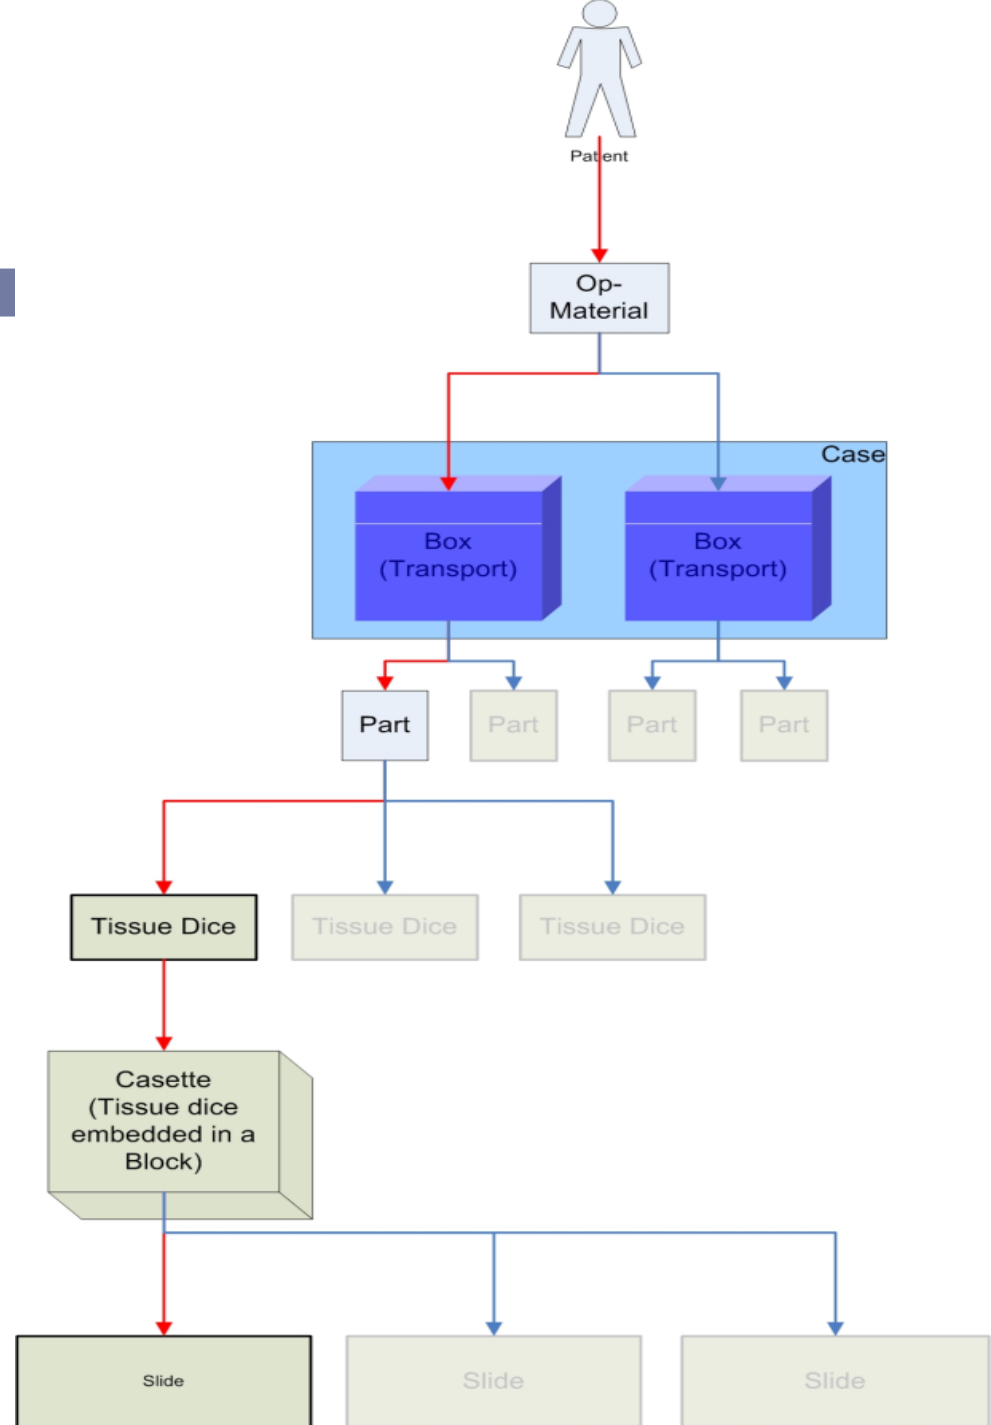 Patient
Op-
Material
Case
Box
(Transport)
Box
(Transport)
Part
Part
Part
Part
Tissue Dice
Tissue Dice
Tissue Dice
Casette
(Tissue dice
embedded in a
Block)
Slide
Slide
Slide